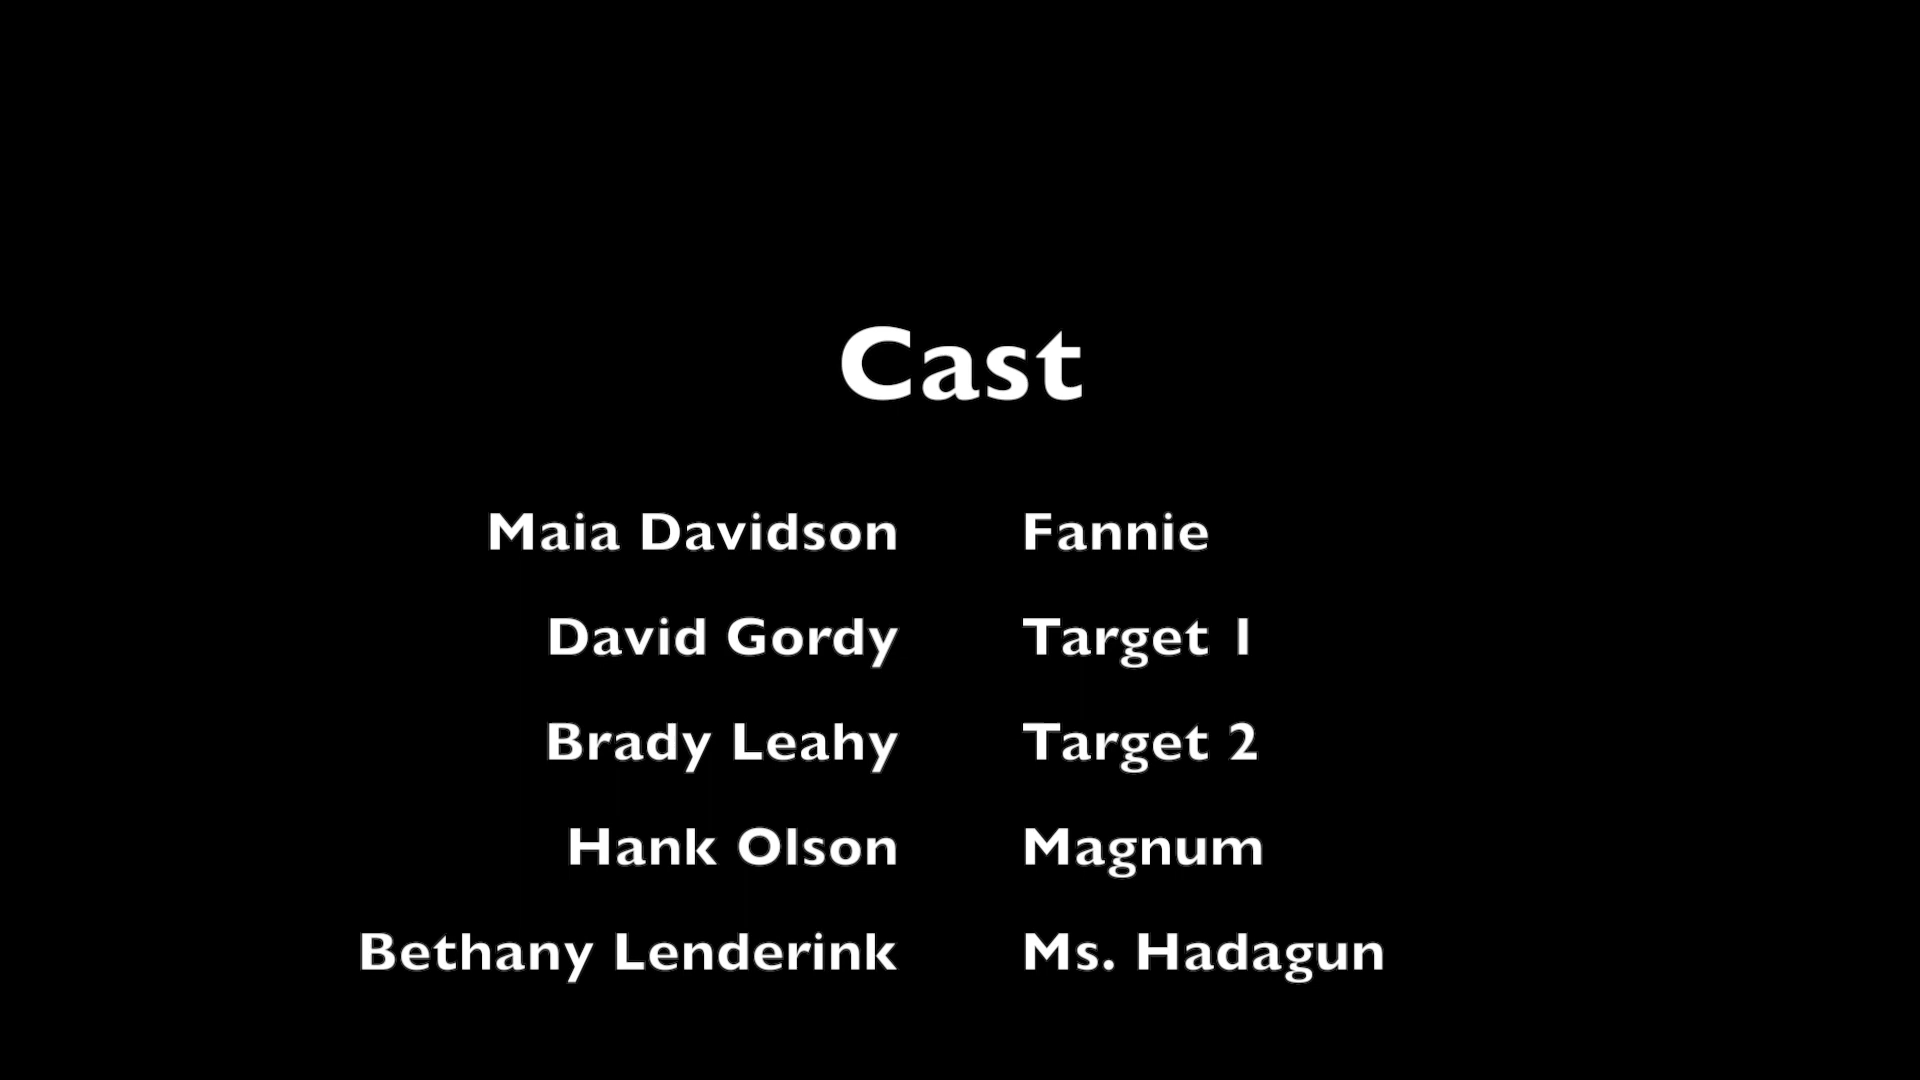 Cast
Maia Davidson Fannie
David Gordy Target 1
Brady Leahy Target 2
Hank Olson Magnum
Bethany Lenderink Ms. Hadagun